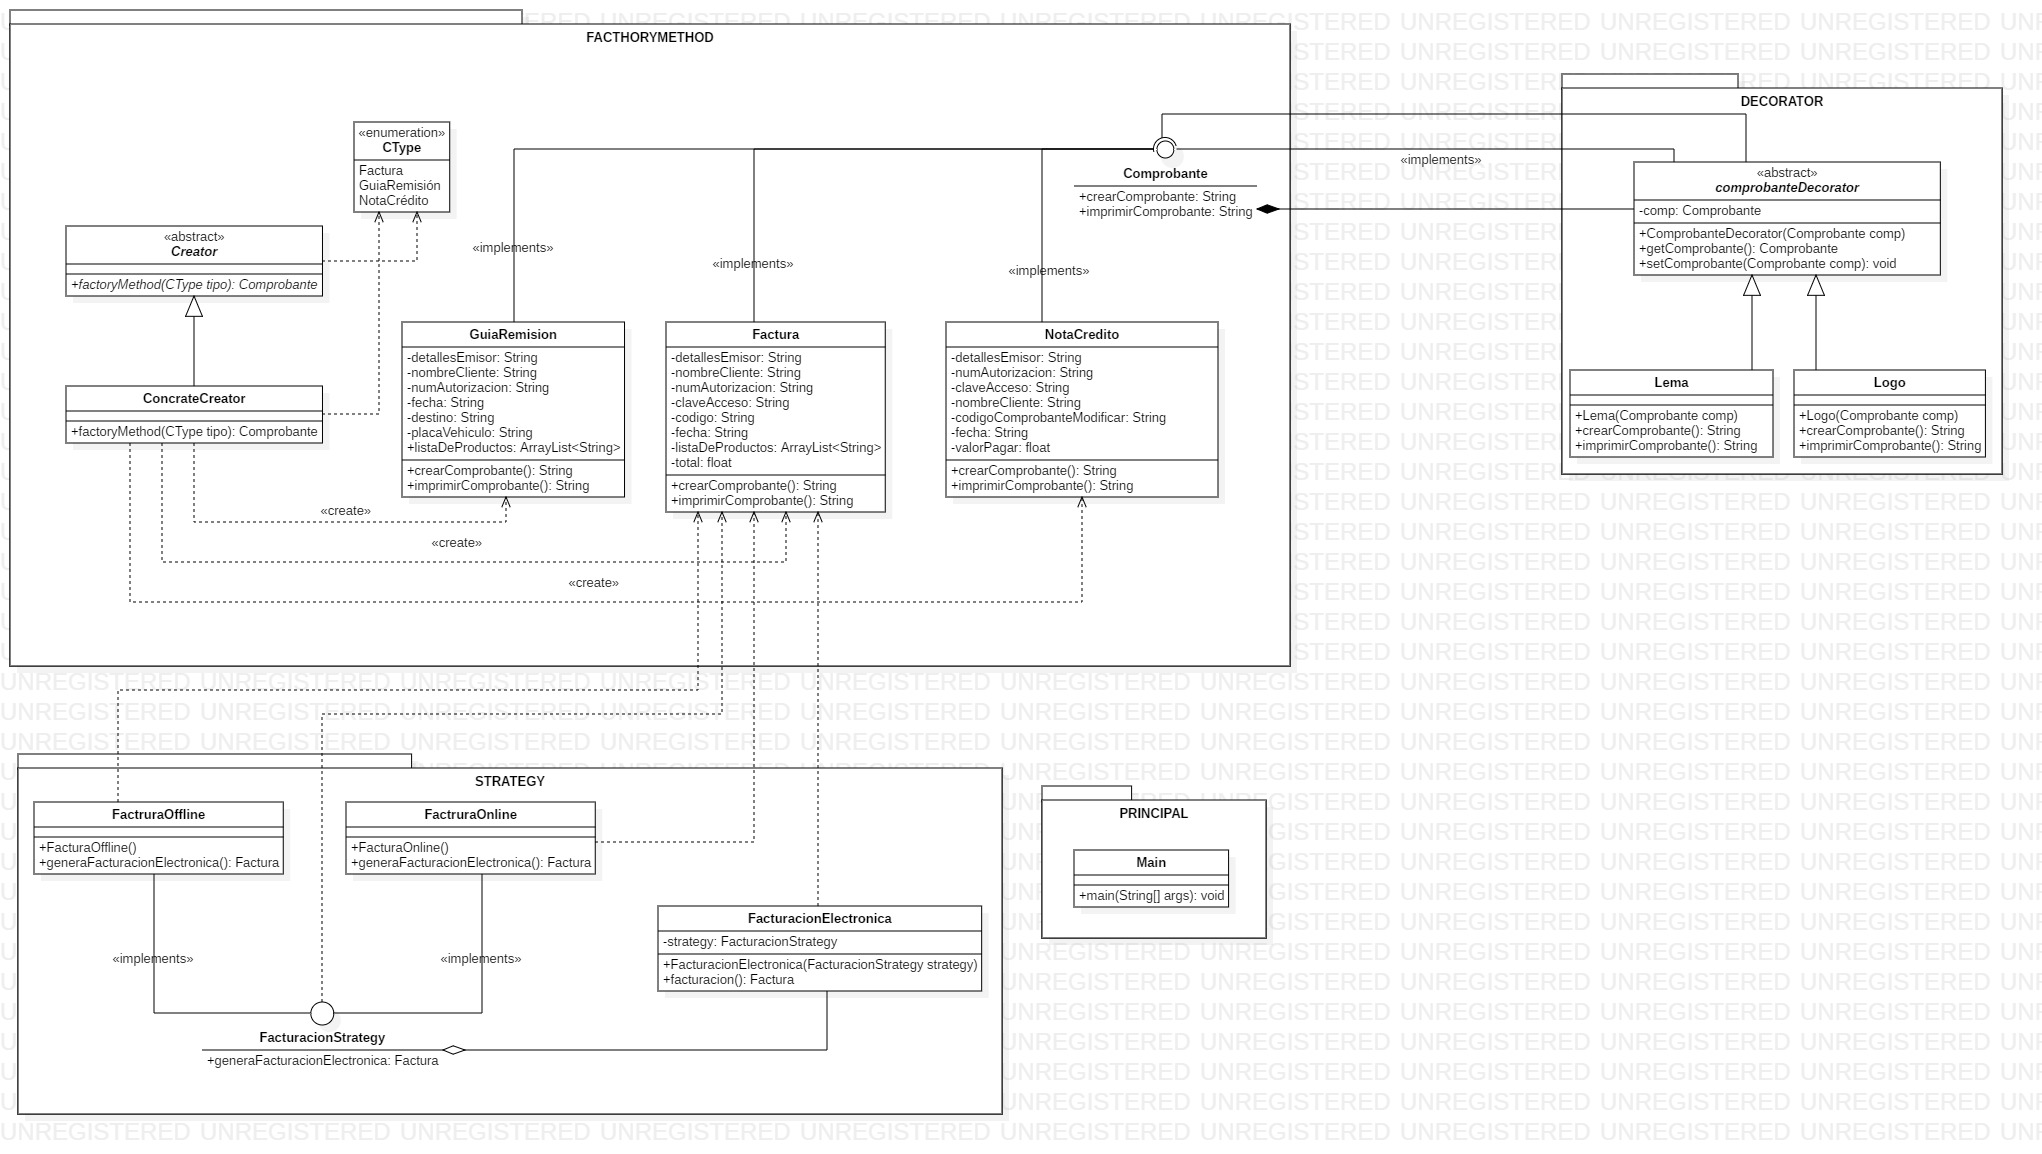 FACTHORYMETHOD
«enumeration»
CType
Factura
GuiaRemisión
NotaCrédito
«abstract»
Creator
+factoryMethod(CType tipo): Comprobante
ConcreteCreator
+factoryMethod(CType tipo): Comprobante
«implements»
«implements»
«implements»
Comprobante
+crearComprobante: String
+imprimirComprobante: String
GuiaRemision
-detallesEmisor: String
-nombreCliente: String
-numAutorizacion: String
-fecha: String
-destino: String
-placaVehiculo: String
+listaDeProductos: ArrayList<String>
+crearComprobante(): String
+imprimirComprobante(): String
Factura
-detallesEmisor: String
-nombreCliente: String
-numAutorizacion: String
-claveAcceso: String
-codigo: String
-fecha: String
-listaDeProductos: ArrayList<String>
-total: float
+crearComprobante(): String
+imprimirComprobante(): String
NotaCredito
-detallesEmisor: String
-numAutorizacion: String
-claveAcceso: String
-nombreCliente: String
-codigoComprobanteModificar: String
-fecha: String
-valorPagar: float
+crearComprobante(): String
+imprimirComprobante(): String
«create»
«create»
«create»
«implements»
DECORATOR
«abstract»
comprobanteDecorator
-comp: Comprobante
+ComprobanteDecorator(Comprobante comp)
+getComprobante(): Comprobante
+setComprobante(Comprobante comp): void
Lema
+Lema(Comprobante comp)
+crearComprobante(): String
+imprimirComprobante(): String
Logo
+Logo(Comprobante comp)
+crearComprobante(): String
+imprimirComprobante(): String
STRATEGY
FactruraOffline
+FacturaOffline()
+generaFacturacionElectronica(): Factura
FactruraOnline
+FacturaOnline()
+generaFacturacionElectronica(): Factura
FacturacionElectronica
-strategy: FacturacionStrategy
+FacturacionElectronica(FacturacionStrategy strategy)
+facturacion(): Factura
«implements»
«implements»
FacturacionStrategy
+generaFacturacionElectronica: Factura
PRINCIPAL
Main
+main(String[] args): void
UNREGISTERED